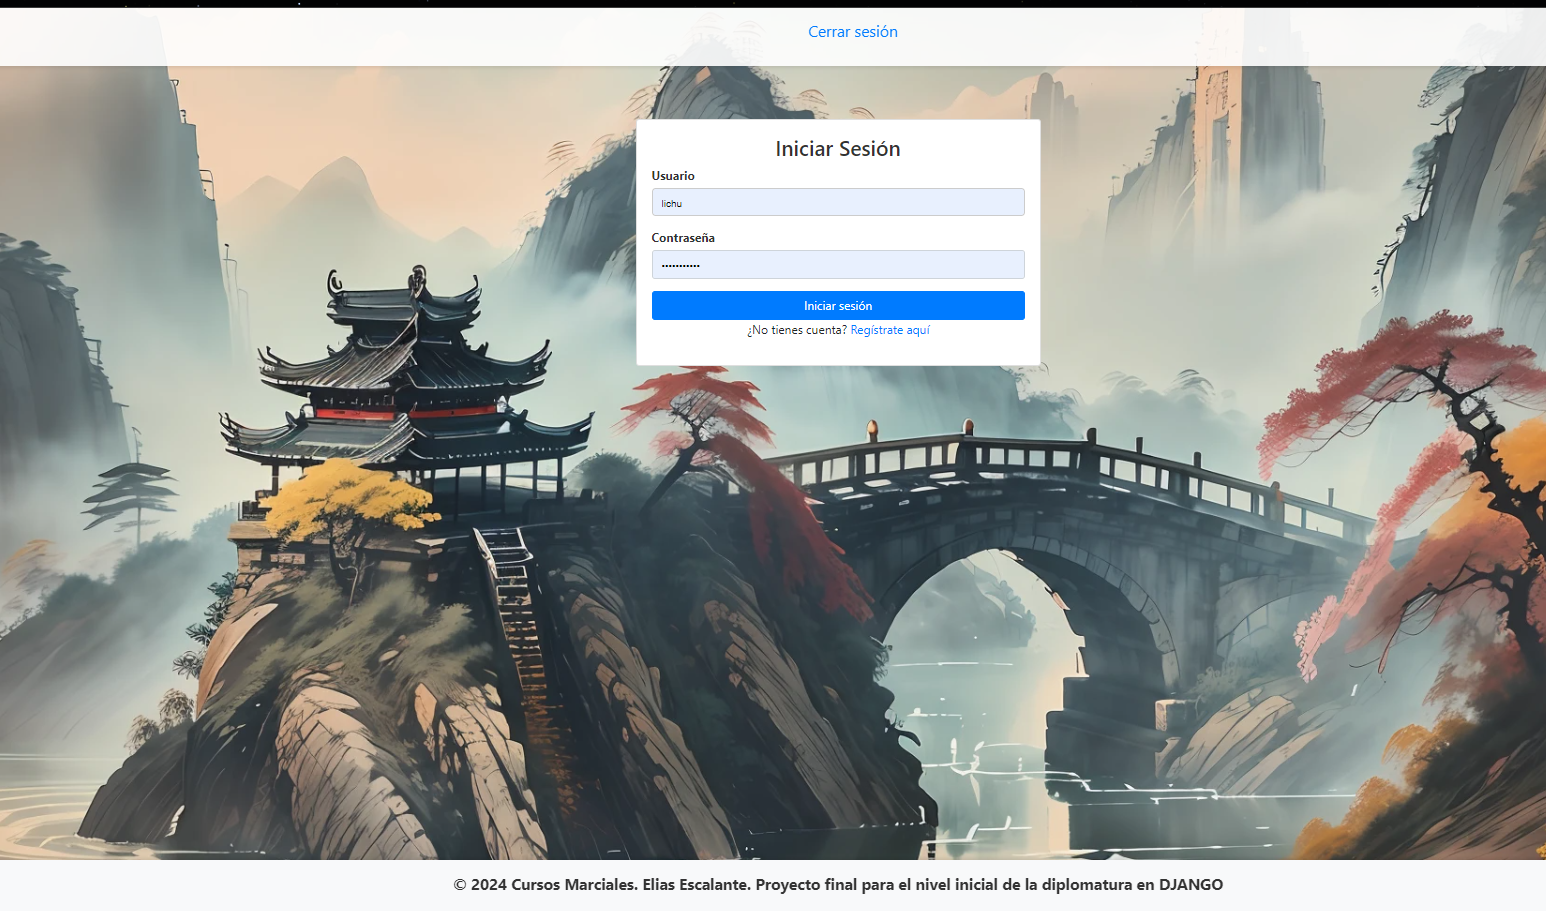 Cerrar sesión
Iniciar Sesión
Usuario
lichu
Contraseña
•••••••••••
Iniciar sesión
¿No tienes cuenta? Regístrate aquí
© 2024 Cursos Marciales. Elias Escalante. Proyecto final para el nivel inicial de la diplomatura en DJANGO